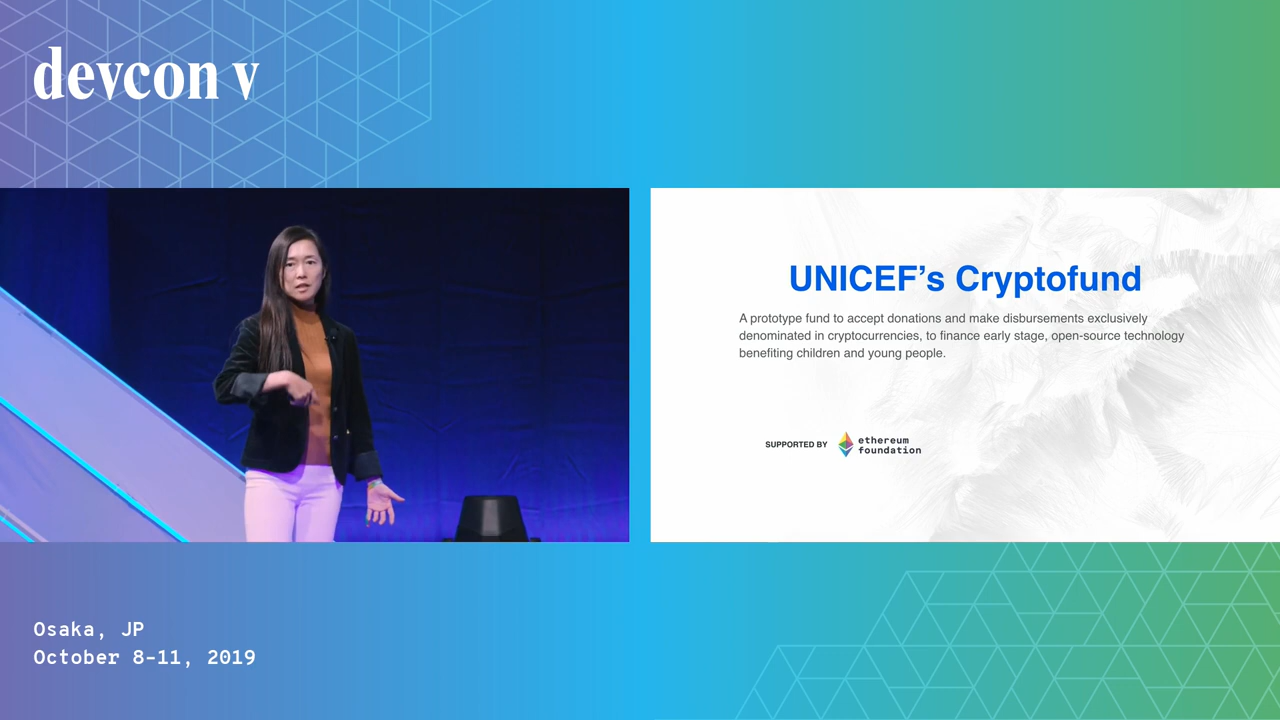 devcon v
UNICEF’s Cryptofund
A prototype fund to accept donations and make disbursements exclusively
denominated in cryptocurrencies, to finance early stage, open-source technology
benefiting children and young people.
SUPPORTED BY
ethereum
foundation
Osaka, JP
October 8-11, 2019